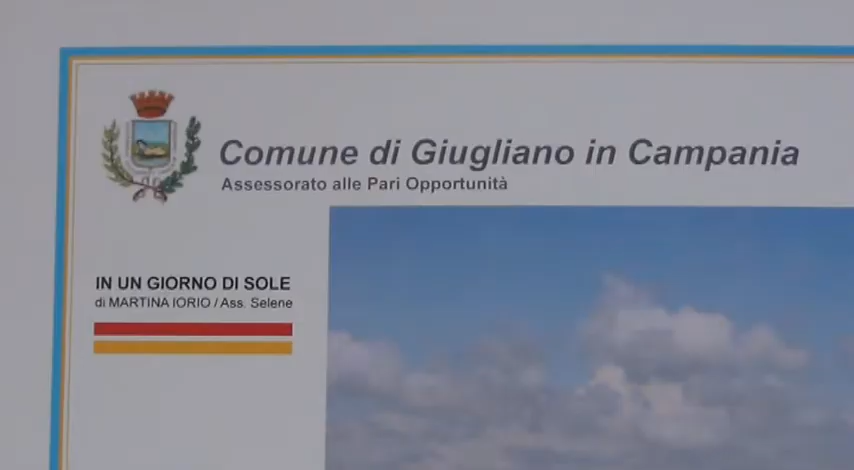 Comune di Giugliano in Campania
Assessorato alle Pari Opportunità
IN UN GIORNO DI SOLE
di MARTINA IORIO / Ass. Selene